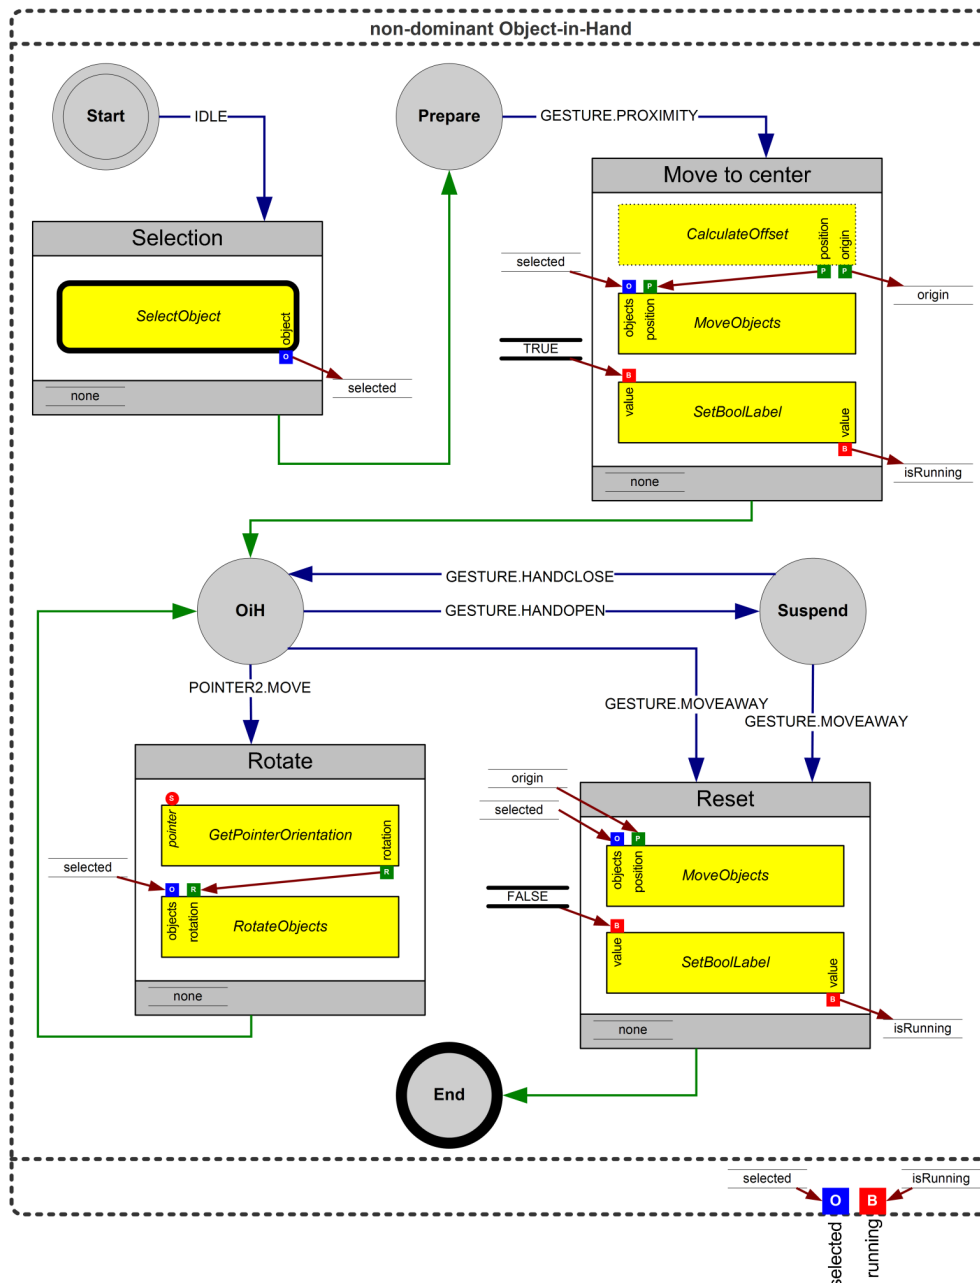 non-dominant Object-in-Hand
Start
IDLE
Prepare
GESTURE.PROXIMITY
Selection
SelectObject
object
O
selected
none
Move to center
CalculateOffset
position
origin
P
P
selected
origin
O
P
objects
position
MoveObjects
TRUE
B
value
SetBoolLabel
value
B
isRunning
none
OiH
GESTURE.HANDCLOSE
GESTURE.HANDOPEN
Suspend
POINTER2.MOVE
GESTURE.MOVEAWAY
GESTURE.MOVEAWAY
Rotate
S
pointer
GetPointerOrientation
rotation
R
selected
O
R
objects
rotation
RotateObjects
none
Reset
origin
selected
O
P
objects
position
MoveObjects
FALSE
B
value
SetBoolLabel
value
B
isRunning
none
End
selected
O
B
isRunning
selected
running